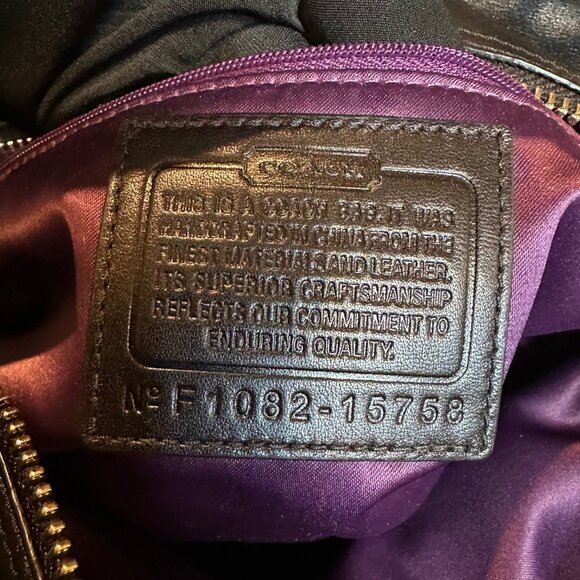 COACH
THIS IS A COACH BAG. IT WAS
HANDCRAFTED IN CHINA FROM THE
FINEST MATERIALS AND LEATHER.
ITS SUPERIOR CRAFTSMANSHIP
REFLECTS OUR COMMITMENT TO
ENDURING QUALITY.
Nº F1082-15758